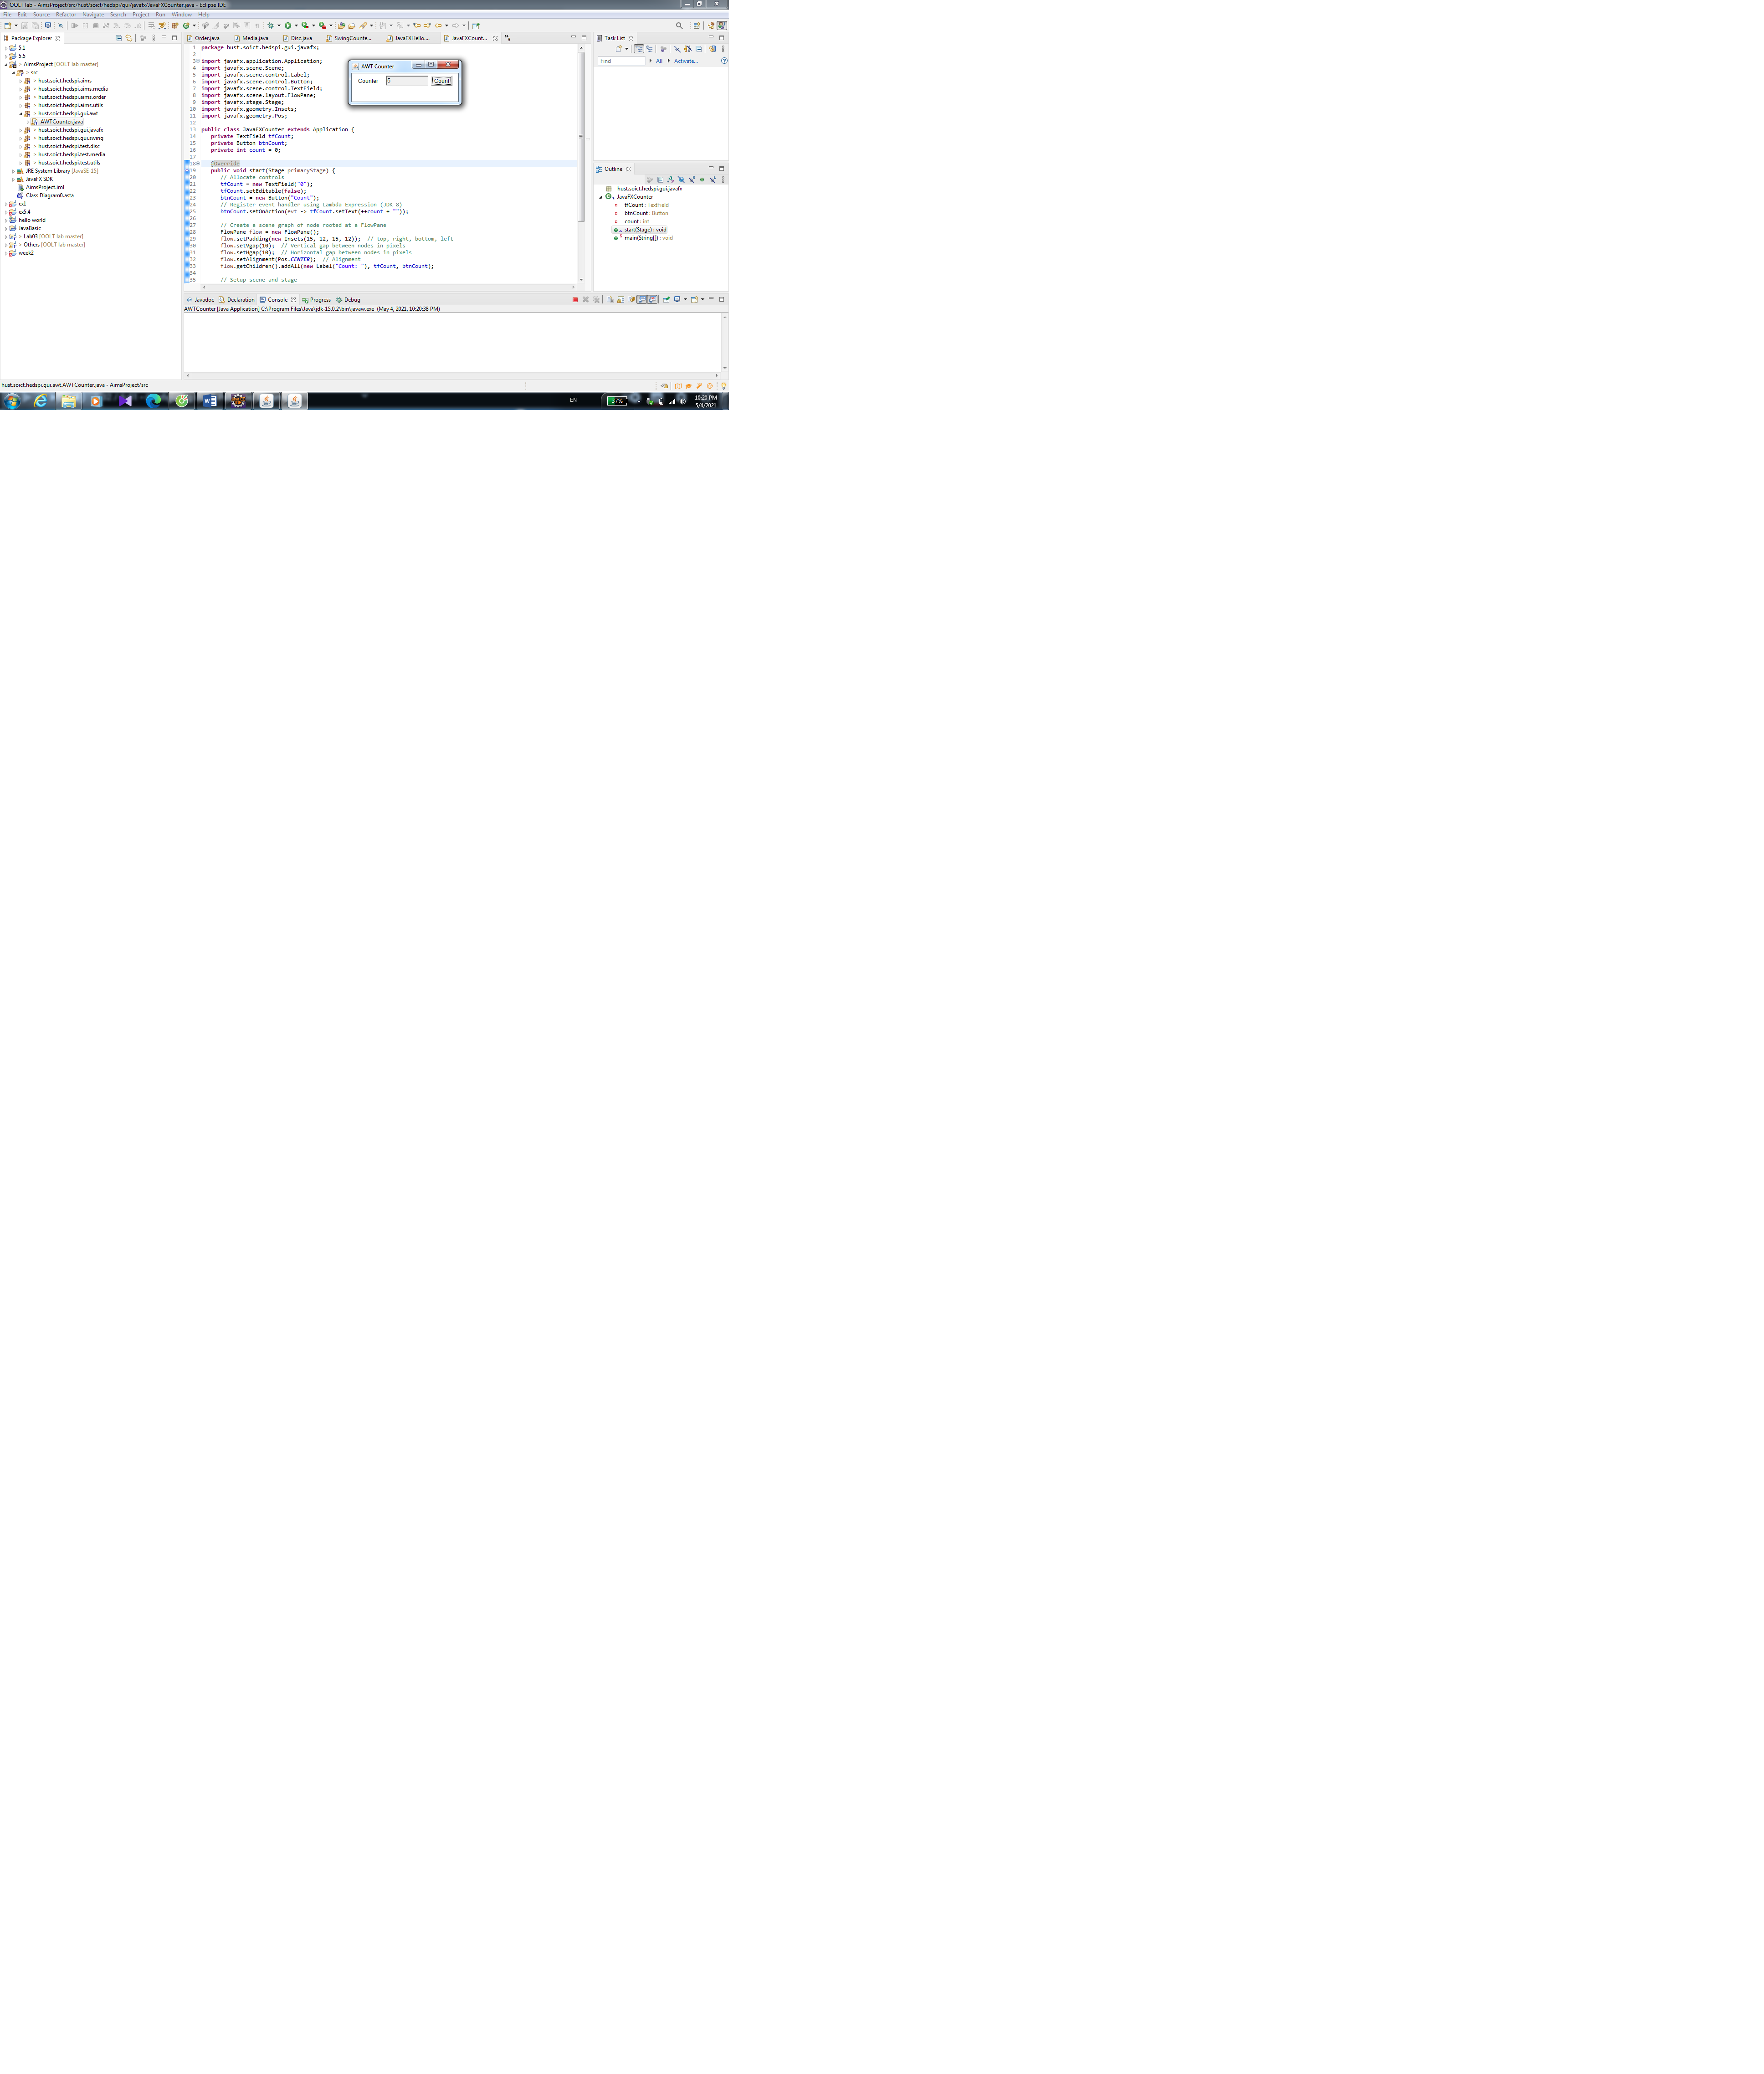 OOLT lab - AimsProject/src/hust/soict/hedspi/gui/javafx/JavaFXCounter.java - Eclipse IDE
File Edit Source Refactor Navigate Search Project Run Window Help
Package Explorer
5.1
5.5
> AimsProject [OOLT lab master]
> src
> hust.soict.hedspi.aims
> hust.soict.hedspi.aims.media
> hust.soict.hedspi.aims.order
> hust.soict.hedspi.aims.utils
> hust.soict.hedspi.gui.awt
> AWTCounter.java
> hust.soict.hedspi.gui.javafx
> hust.soict.hedspi.gui.swing
> hust.soict.hedspi.test.disc
> hust.soict.hedspi.test.media
> hust.soict.hedspi.test.utils
JRE System Library [JavaSE-15]
JavaFX SDK
AimsProject.iml
Class Diagram0.asta
ex1
ex5.4
hello world
JavaBasic
> Lab03 [OOLT lab master]
> Others [OOLT lab master]
week2
Order.java Media.java Disc.java SwingCounte... JavaFXHello.... JavaFXCount...
1 package hust.soict.hedspi.gui.javafx;
2
3 import javafx.application.Application;
4 import javafx.scene.Scene;
5 import javafx.scene.control.Label;
6 import javafx.scene.control.Button;
7 import javafx.scene.control.TextField;
8 import javafx.scene.layout.FlowPane;
9 import javafx.stage.Stage;
10 import javafx.geometry.Insets;
11 import javafx.geometry.Pos;
12
13 public class JavaFXCounter extends Application {
14 private TextField tfCount;
15 private Button btnCount;
16 private int count = 0;
17
18 @Override
19 public void start(Stage primaryStage) {
20 // Allocate controls
21 tfCount = new TextField("0");
22 tfCount.setEditable(false);
23 btnCount = new Button("Count");
24 // Register event handler using Lambda Expression (JDK 8)
25 btnCount.setOnAction(evt -> tfCount.setText(++count + ""));
26
27 // Create a scene graph of node rooted at a FlowPane
28 FlowPane flow = new FlowPane();
29 flow.setPadding(new Insets(15, 12, 15, 12)); // top, right, bottom, left
30 flow.setVgap(10); // Vertical gap between nodes in pixels
31 flow.setHgap(10); // Horizontal gap between nodes in pixels
32 flow.setAlignment(Pos.CENTER); // Alignment
33 flow.getChildren().addAll(new Label("Count: "), tfCount, btnCount);
34
35 // Setup scene and stage
AWT Counter
Counter 5 Count
Task List
Find All Activate...
Outline
hust.soict.hedspi.gui.javafx
JavaFXCounter
tfCount : TextField
btnCount : Button
count : int
start(Stage) : void
main(String[]) : void
Javadoc Declaration Console Progress Debug
AWTCounter [Java Application] C:\Program Files\Java\jdk-15.0.2\bin\javaw.exe (May 4, 2021, 10:20:38 PM)
hust.soict.hedspi.gui.awt.AWTCounter.java - AimsProject/src
EN
10:20 PM
5/4/2021